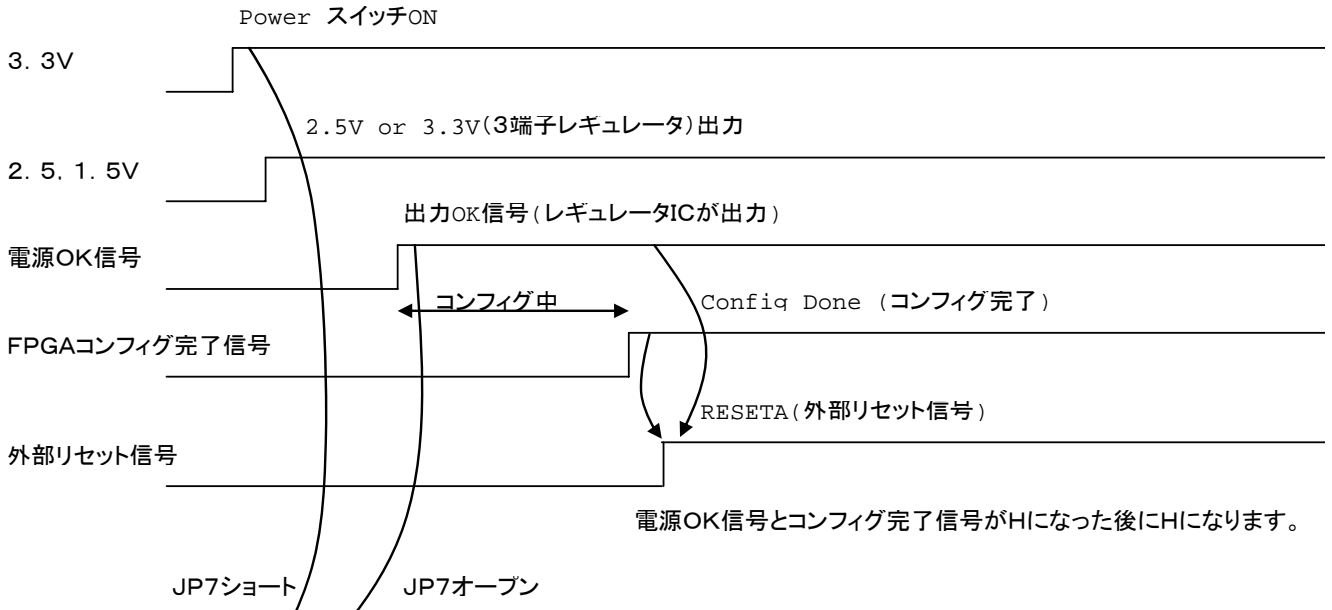 Power スイッチON
3．3V
2.5V or 3.3V(3端子レギュレータ)出力
2．5，1．5V
出力OK信号(レギュレータICが出力)
電源OK信号
コンフィグ中
Config Done (コンフィグ完了)
FPGAコンフィグ完了信号
RESETA(外部リセット信号)
外部リセット信号
電源OK信号とコンフィグ完了信号がHになった後にHになります。
JP7ショート
JP7オープン